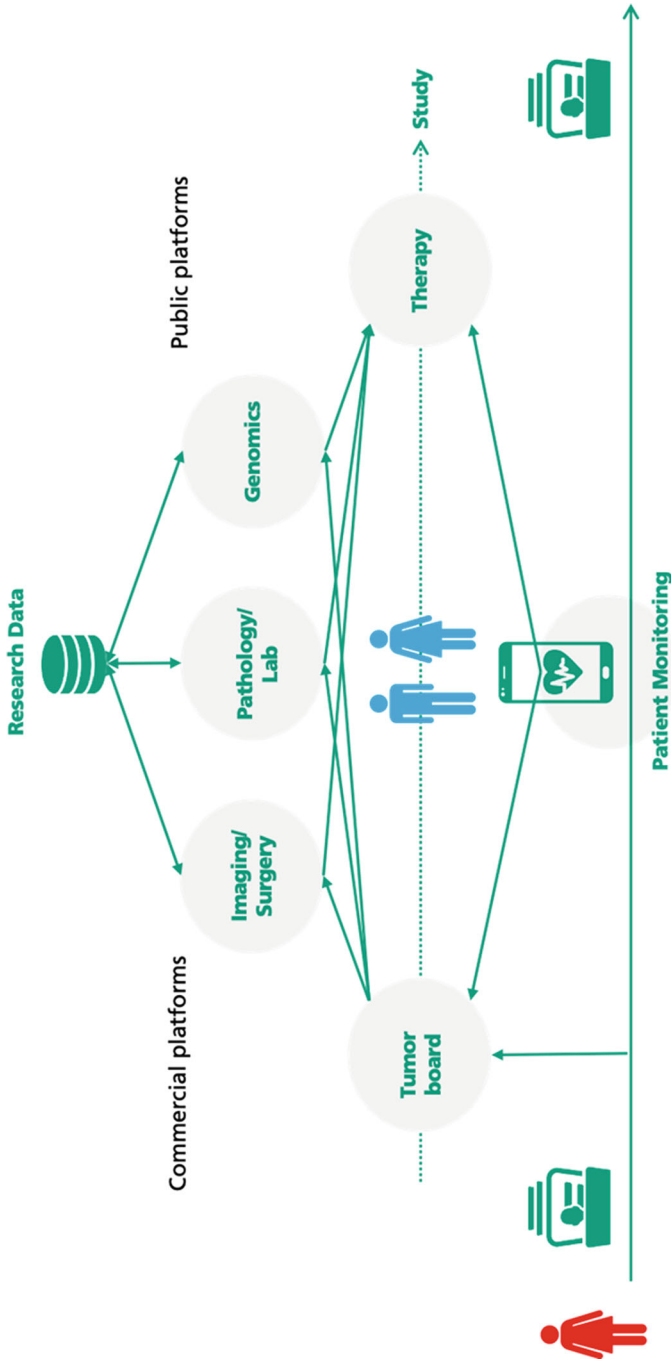 Research Data
Commercial platforms
Public platforms
Imaging/
Surgery
Pathology/
Lab
Genomics
Tumor
board
Therapy
Study
Patient Monitoring